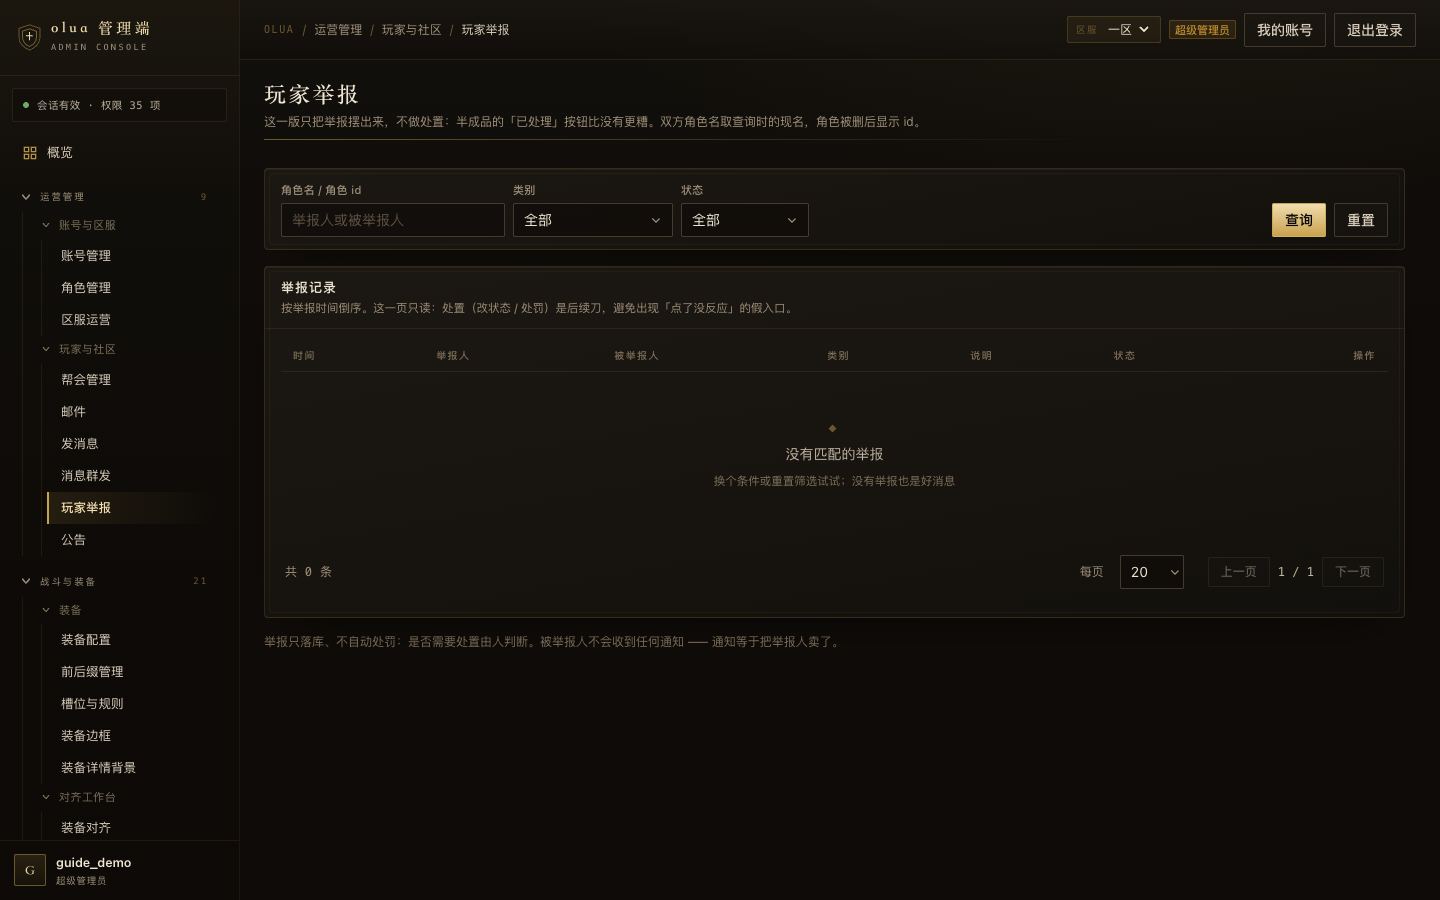 olua 管理端
ADMIN CONSOLE
会话有效 · 权限 35 项
概览
运营管理 9
账号与区服
账号管理
角色管理
区服运营
玩家与社区
帮会管理
邮件
发消息
消息群发
玩家举报
公告
战斗与装备 21
装备
装备配置
前后缀管理
槽位与规则
装备边框
装备详情背景
对齐工作台
装备对齐
G
guide_demo
超级管理员
OLUA / 运营管理 / 玩家与社区 / 玩家举报
区服 一区
超级管理员
我的账号
退出登录
玩家举报
这一版只把举报摆出来，不做处置：半成品的「已处理」按钮比没有更糟。双方角色名取查询时的现名，角色被删后显示 id。
角色名 / 角色 id
类别
状态
举报人或被举报人
全部
全部
查询
重置
举报记录
按举报时间倒序。这一页只读：处置（改状态 / 处罚）是后续刀，避免出现「点了没反应」的假入口。
时间 举报人 被举报人 类别 说明 状态 操作
没有匹配的举报
换个条件或重置筛选试试；没有举报也是好消息
共 0 条
每页 20 上一页 1 / 1 下一页
举报只落库、不自动处罚：是否需要处置由人判断。被举报人不会收到任何通知 —— 通知等于把举报人卖了。